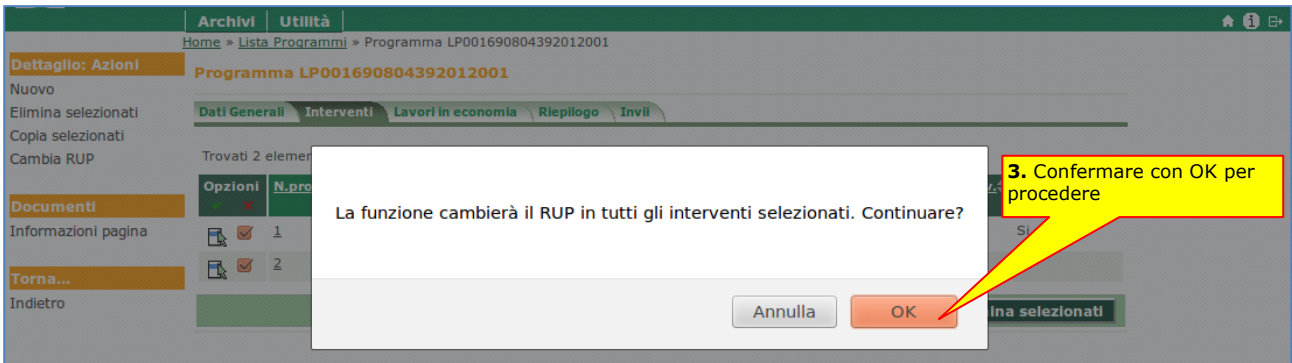 Archivi Utilità
Home » Lista Programmi » Programma LP001690804392012001
Dettaglio: Azioni
Nuovo
Elimina selezionati
Copia selezionati
Cambia RUP
Documenti
Informazioni pagina
Torna...
Indietro
Programma LP001690804392012001
Dati Generali Interventi Lavori in economia Riepilogo Invii
Trovati 2 elemen
Opzioni N.pro
1 Si
2
La funzione cambierà il RUP in tutti gli interventi selezionati. Continuare?
Annulla OK
ina selezionati
3. Confermare con OK per
procedere